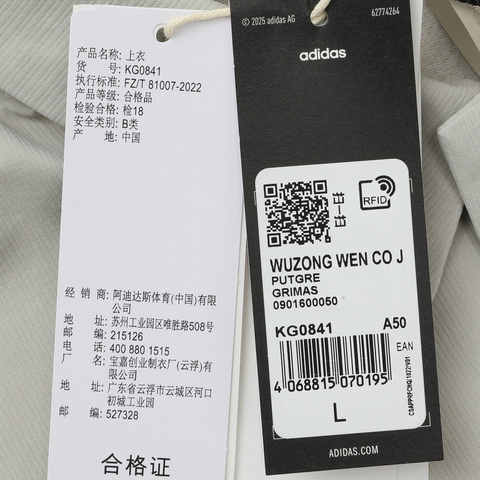 产品名称: 上衣
货 号: KG0841
执行标准: FZ/T 81007-2022
产品等级: 合格品
检验合格: 检18
安全类别: B类
产 地: 中国
经 销 商: 阿迪达斯体育(中国)有限
公司
地 址: 苏州工业园区唯胜路508号
邮 编: 215126
电 话: 400 880 1515
厂 名: 宝嘉创业制衣厂(云浮)有
限公司
地 址: 广东省云浮市云城区河口
初城工业园
邮 编: 527328
合格证
© 2025 adidas AG
62774264
adidas
RFID
WUZONG WEN CO J
PUTGRE
GRIMAS
0901600050
KG0841 A50
EAN
4 068815 070195
L
ADIDAS.COM